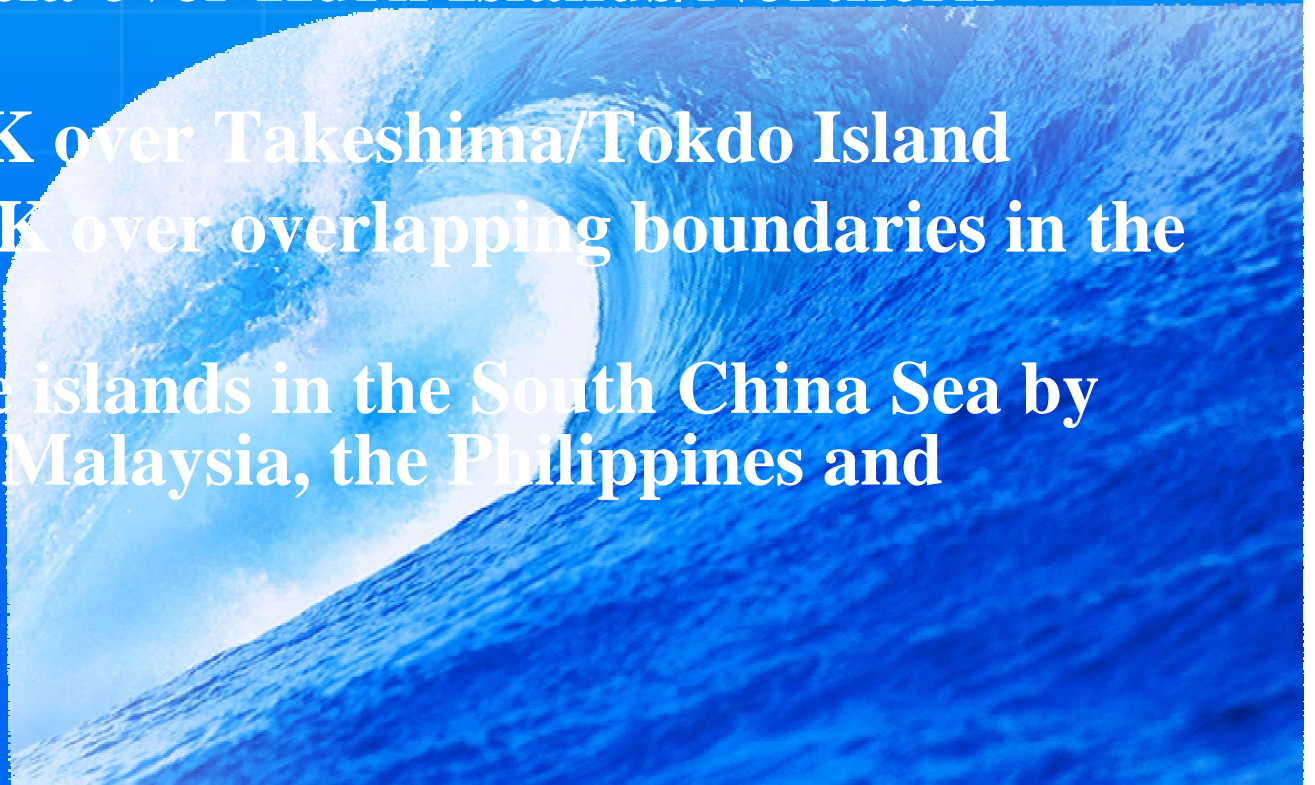 K over Takeshima/Tokdo Island
K over overlapping boundaries in the
islands in the South China Sea by
Malaysia, the Philippines and